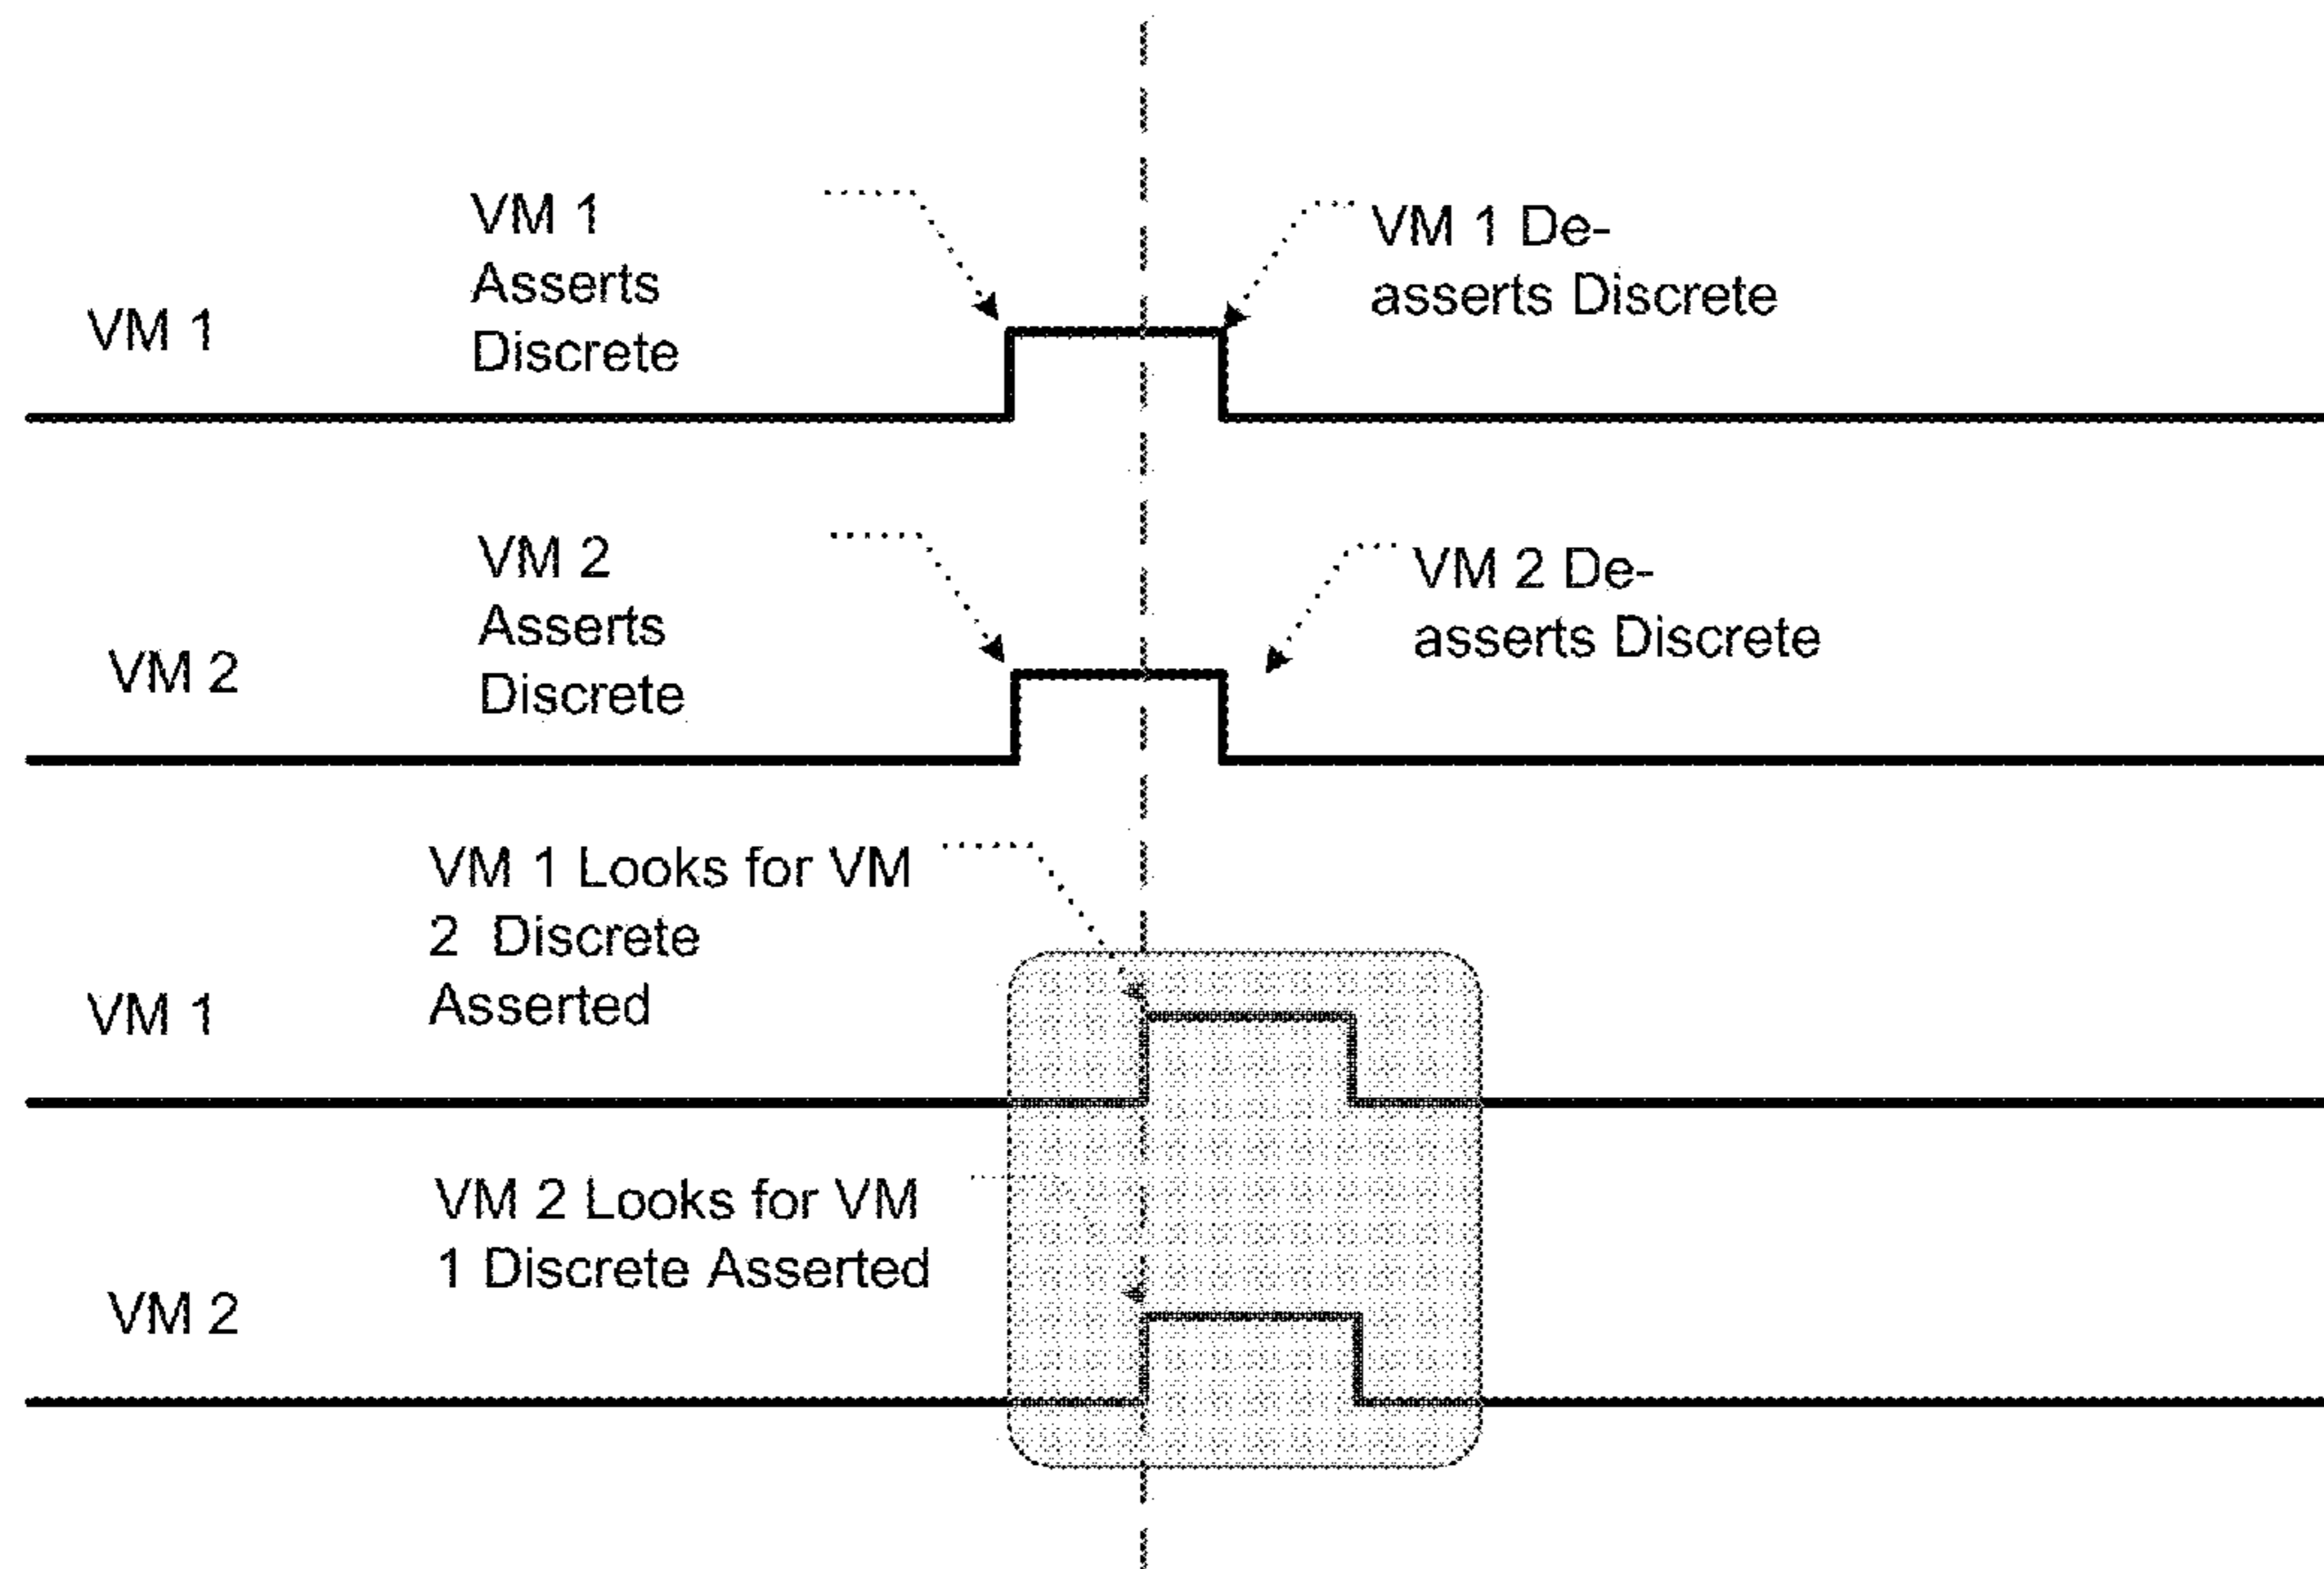 VM 1
Asserts
Discrete
VM 1 De-
asserts Discrete
VM 1
VM 2
Asserts
Discrete
VM 2 De-
asserts Discrete
VM 2
VM 1 Looks for VM
2 Discrete
Asserted
VM 1
VM 2 Looks for VM
1 Discrete Asserted
VM 2